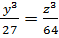 y³/27 = z³/64